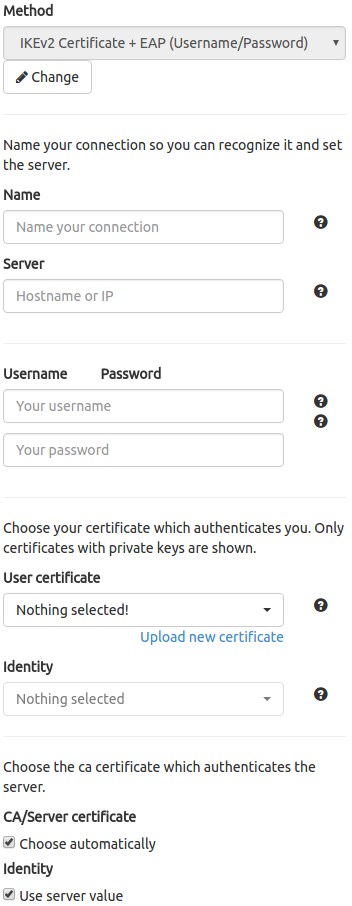 Method
IKEv2 Certificate + EAP (Username/Password)
Change
Name your connection so you can recognize it and set
the server.
Name
Name your connection
Server
Hostname or IP
Username Password
Your username
Your password
Choose your certificate which authenticates you. Only
certificates with private keys are shown.
User certificate
Nothing selected!
Upload new certificate
Identity
Nothing selected
Choose the ca certificate which authenticates the
server.
CA/Server certificate
Choose automatically
Identity
Use server value